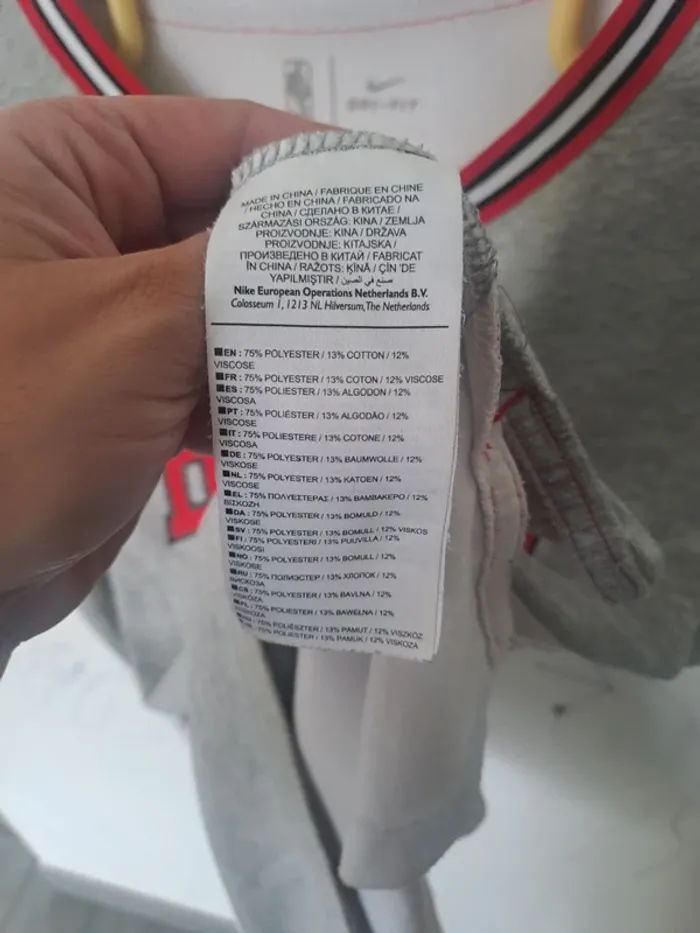 DRI-FIT
MADE IN CHINA / FABRIQUE EN CHINE
/ HECHO EN CHINA / FABRICADO NA
CHINA / СДЕЛАНО В КИТАЕ /
SZÁRMAZÁSI ORSZÁG: KINA / ZEMLJA
PROIZVODNJE: KINA / DRŽAVA
PROIZVODNJE: KITAJSKA /
ПРОИЗВЕДЕНО В КИТАЙ / FABRICAT
ÎN CHINA / RAŽOTS: ĶĪNĀ / ÇİN 'DE
YAPILMIŞTIR / صنع في الصين
Nike European Operations Netherlands B.V.
Colosseum 1, 1213 NL Hilversum, The Netherlands
EN : 75% POLYESTER / 13% COTTON / 12%
VISCOSE
FR : 75% POLYESTER / 13% COTON / 12% VISCOSE
ES : 75% POLIÉSTER / 13% ALGODON / 12%
VISCOSA
PT : 75% POLIÉSTER / 13% ALGODÃO / 12%
VISCOSE
IT : 75% POLIESTERE / 13% COTONE / 12%
VISCOSA
DE : 75% POLYESTER / 13% BAUMWOLLE / 12%
VISKOSE
NL : 75% POLYESTER / 13% KATOEN / 12%
VISCOSE
EL : 75% ΠΟΛΥΕΣΤΕΡΑΣ / 13% ΒΑΜΒΑΚΕΡΟ / 12%
ΒΙΣΚΟΖΗ
DA : 75% POLYESTER / 13% BOMULD / 12%
VISKOSE
SV : 75% POLYESTER / 13% BOMULL / 12% VISKOS
FI : 75% POLYESTERI / 13% PUUVILLA / 12%
VISKOOSI
NO : 75% POLYESTER / 13% BOMULL / 12%
VISKOSE
RU : 75% ПОЛИЭСТЕР / 13% ХЛОПОК / 12%
ВИСКОЗА
CS : 75% POLYESTER / 13% BAVLNA / 12%
VISKÓZA
PL : 75% POLIESTER / 13% BAWEŁNA / 12%
WISKOZA
75% POLIÉSZTER / 13% PAMUT / 12% VISZKÓZ
75% POLIESTER / 13% PAMUK / 12% VISKOZA